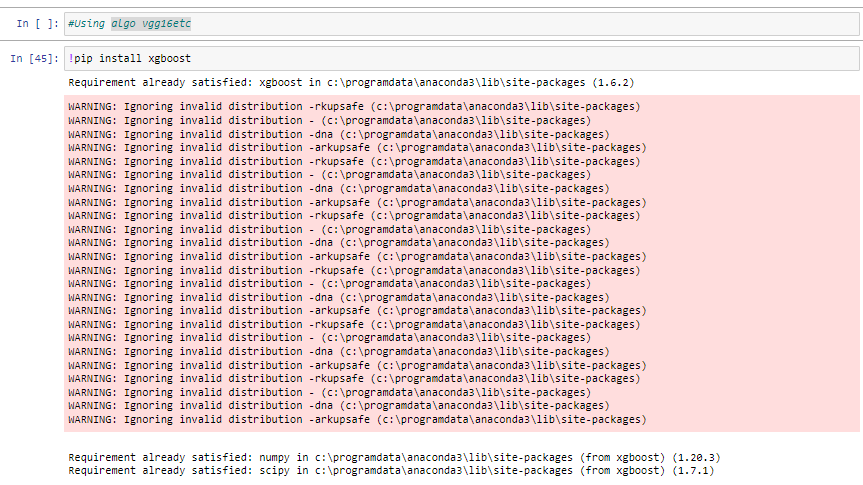 In [ ]: #Using algo vgg16etc
In [45]: !pip install xgboost
Requirement already satisfied: xgboost in c:\programdata\anaconda3\lib\site-packages (1.6.2)
WARNING: Ignoring invalid distribution -rkupsafe (c:\programdata\anaconda3\lib\site-packages)
WARNING: Ignoring invalid distribution - (c:\programdata\anaconda3\lib\site-packages)
WARNING: Ignoring invalid distribution -dna (c:\programdata\anaconda3\lib\site-packages)
WARNING: Ignoring invalid distribution -arkupsafe (c:\programdata\anaconda3\lib\site-packages)
WARNING: Ignoring invalid distribution -rkupsafe (c:\programdata\anaconda3\lib\site-packages)
WARNING: Ignoring invalid distribution - (c:\programdata\anaconda3\lib\site-packages)
WARNING: Ignoring invalid distribution -dna (c:\programdata\anaconda3\lib\site-packages)
WARNING: Ignoring invalid distribution -arkupsafe (c:\programdata\anaconda3\lib\site-packages)
WARNING: Ignoring invalid distribution -rkupsafe (c:\programdata\anaconda3\lib\site-packages)
WARNING: Ignoring invalid distribution - (c:\programdata\anaconda3\lib\site-packages)
WARNING: Ignoring invalid distribution -dna (c:\programdata\anaconda3\lib\site-packages)
WARNING: Ignoring invalid distribution -arkupsafe (c:\programdata\anaconda3\lib\site-packages)
WARNING: Ignoring invalid distribution -rkupsafe (c:\programdata\anaconda3\lib\site-packages)
WARNING: Ignoring invalid distribution - (c:\programdata\anaconda3\lib\site-packages)
WARNING: Ignoring invalid distribution -dna (c:\programdata\anaconda3\lib\site-packages)
WARNING: Ignoring invalid distribution -arkupsafe (c:\programdata\anaconda3\lib\site-packages)
WARNING: Ignoring invalid distribution -rkupsafe (c:\programdata\anaconda3\lib\site-packages)
WARNING: Ignoring invalid distribution - (c:\programdata\anaconda3\lib\site-packages)
WARNING: Ignoring invalid distribution -dna (c:\programdata\anaconda3\lib\site-packages)
WARNING: Ignoring invalid distribution -arkupsafe (c:\programdata\anaconda3\lib\site-packages)
WARNING: Ignoring invalid distribution -rkupsafe (c:\programdata\anaconda3\lib\site-packages)
WARNING: Ignoring invalid distribution - (c:\programdata\anaconda3\lib\site-packages)
WARNING: Ignoring invalid distribution -dna (c:\programdata\anaconda3\lib\site-packages)
WARNING: Ignoring invalid distribution -arkupsafe (c:\programdata\anaconda3\lib\site-packages)
Requirement already satisfied: numpy in c:\programdata\anaconda3\lib\site-packages (from xgboost) (1.20.3)
Requirement already satisfied: scipy in c:\programdata\anaconda3\lib\site-packages (from xgboost) (1.7.1)